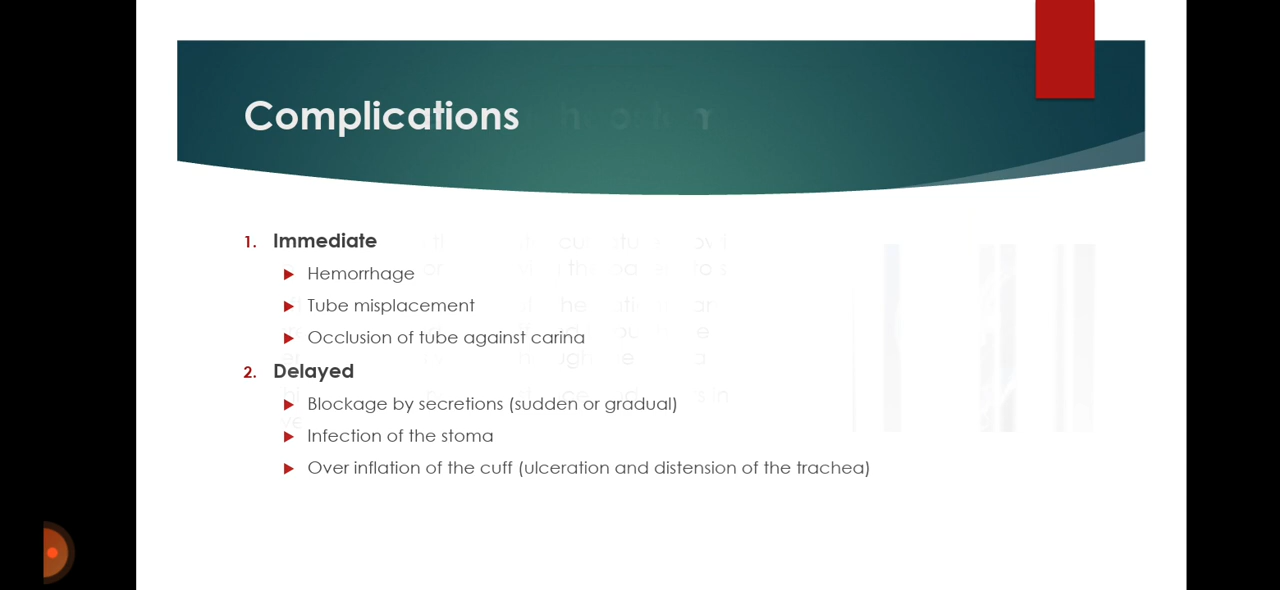 Complications
1. Immediate
Hemorrhage
Tube misplacement
Occlusion of tube against carina
2. Delayed
Blockage by secretions (sudden or gradual)
Infection of the stoma
Over inflation of the cuff (ulceration and distension of the trachea)